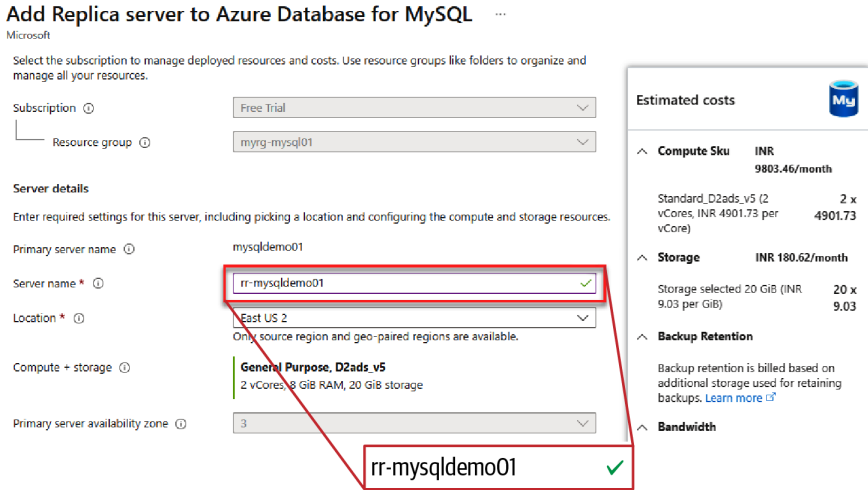 Add Replica server to Azure Database for MySQL ...
Microsoft
Select the subscription to manage deployed resources and costs. Use resource groups like folders to organize and
manage all your resources.
Subscription
Free Trial
Resource group
myrg-mysql01
Server details
Enter required settings for this server, including picking a location and configuring the compute and storage resources.
Primary server name
mysqldemo01
Server name *
rr-mysqldemo01
Location *
East US 2
Only source region and geo-paired regions are available.
Compute + storage
General Purpose, D2ads_v5
2 vCores, 8 GiB RAM, 20 GiB storage
Primary server availability zone
3
rr-mysqldemo01
Estimated costs
My
Compute Sku
INR
9803.46/month
Standard_D2ads_v5 (2
vCores, INR 4901.73 per
vCore)
2 x
4901.73
Storage
INR 180.62/month
Storage selected 20 GiB (INR
9.03 per GiB)
20 x
9.03
Backup Retention
Backup retention is billed based on
additional storage used for retaining
backups. Learn more
Bandwidth